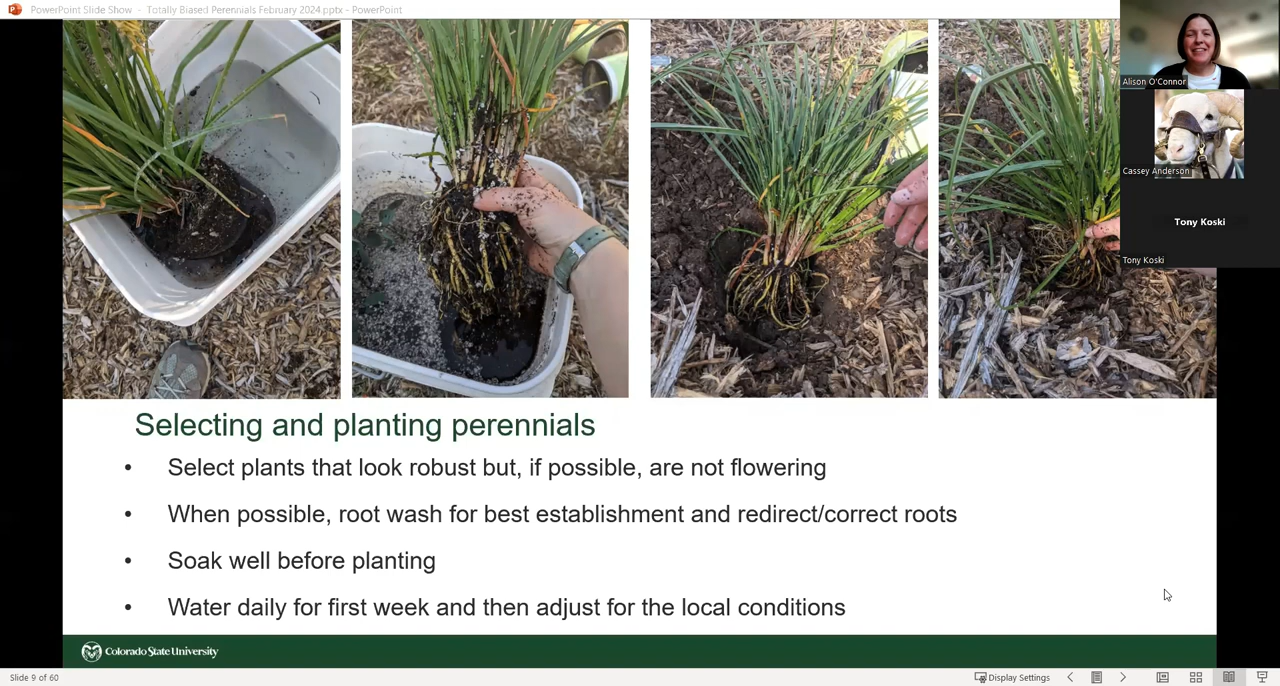 PowerPoint Slide Show - Totally Biased Perennials February 2024.pptx - PowerPoint
Alison O'Connor
Cassey Anderson
Tony Koski
Tony Koski
Selecting and planting perennials
• Select plants that look robust but, if possible, are not flowering
• When possible, root wash for best establishment and redirect/correct roots
• Soak well before planting
• Water daily for first week and then adjust for the local conditions
Colorado State University
Slide 9 of 60
Display Settings